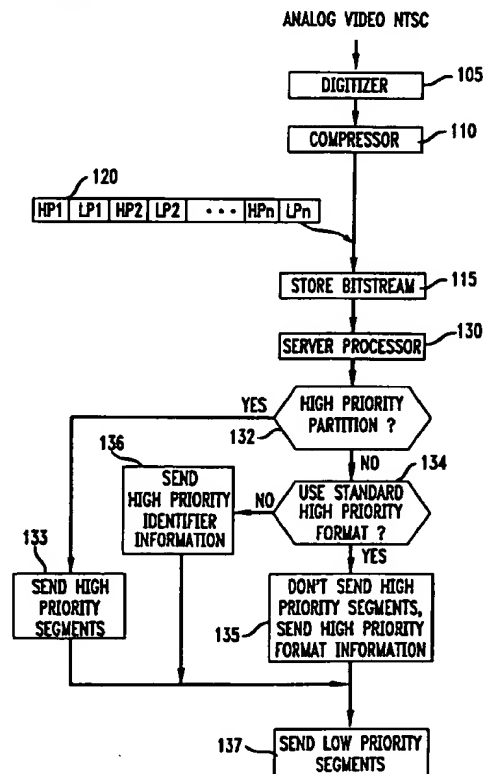 ANALOG VIDEO NTSC
DIGITIZER
105
COMPRESSOR
110
120
HP1 LP1 HP2 LP2 ... HPn LPn
STORE BITSTREAM
115
SERVER PROCESSOR
130
YES
HIGH PRIORITY
PARTITION ?
132
NO
134
136
SEND
HIGH PRIORITY
IDENTIFIER
INFORMATION
NO
USE STANDARD
HIGH PRIORITY
FORMAT ?
YES
133
SEND HIGH
PRIORITY
SEGMENTS
DON'T SEND HIGH
PRIORITY SEGMENTS,
SEND HIGH PRIORITY
FORMAT INFORMATION
135
SEND LOW PRIORITY
SEGMENTS
137